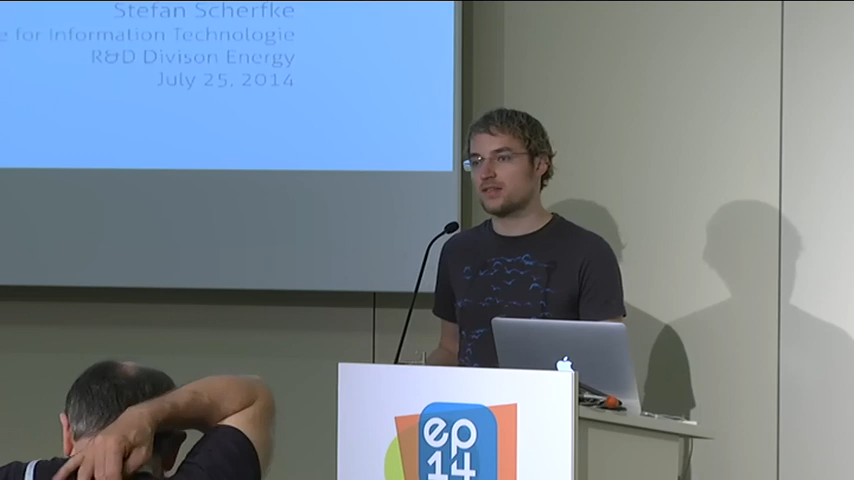 Stefan Scherfke
e for Information Technologie
R&D Divison Energy
July 25, 2014
ep
14